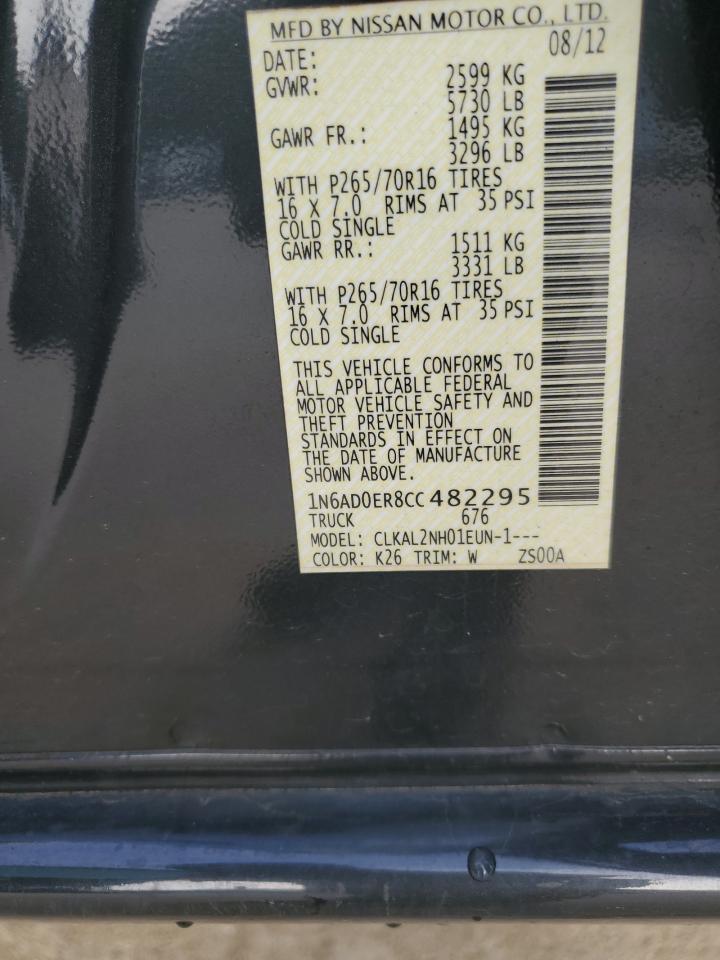 MFD BY NISSAN MOTOR CO., LTD.
DATE: 08/12
GVWR: 2599 KG
5730 LB
GAWR FR.: 1495 KG
3296 LB
WITH P265/70R16 TIRES
16 X 7.0 RIMS AT 35 PSI
COLD SINGLE
GAWR RR.: 1511 KG
3331 LB
WITH P265/70R16 TIRES
16 X 7.0 RIMS AT 35 PSI
COLD SINGLE
THIS VEHICLE CONFORMS TO
ALL APPLICABLE FEDERAL
MOTOR VEHICLE SAFETY AND
THEFT PREVENTION
STANDARDS IN EFFECT ON
THE DATE OF MANUFACTURE
SHOWN ABOVE.
1N6AD0ER8CC482295
TRUCK 676
MODEL: CLKAL2NH01EUN-1---
COLOR: K26 TRIM: W ZS00A